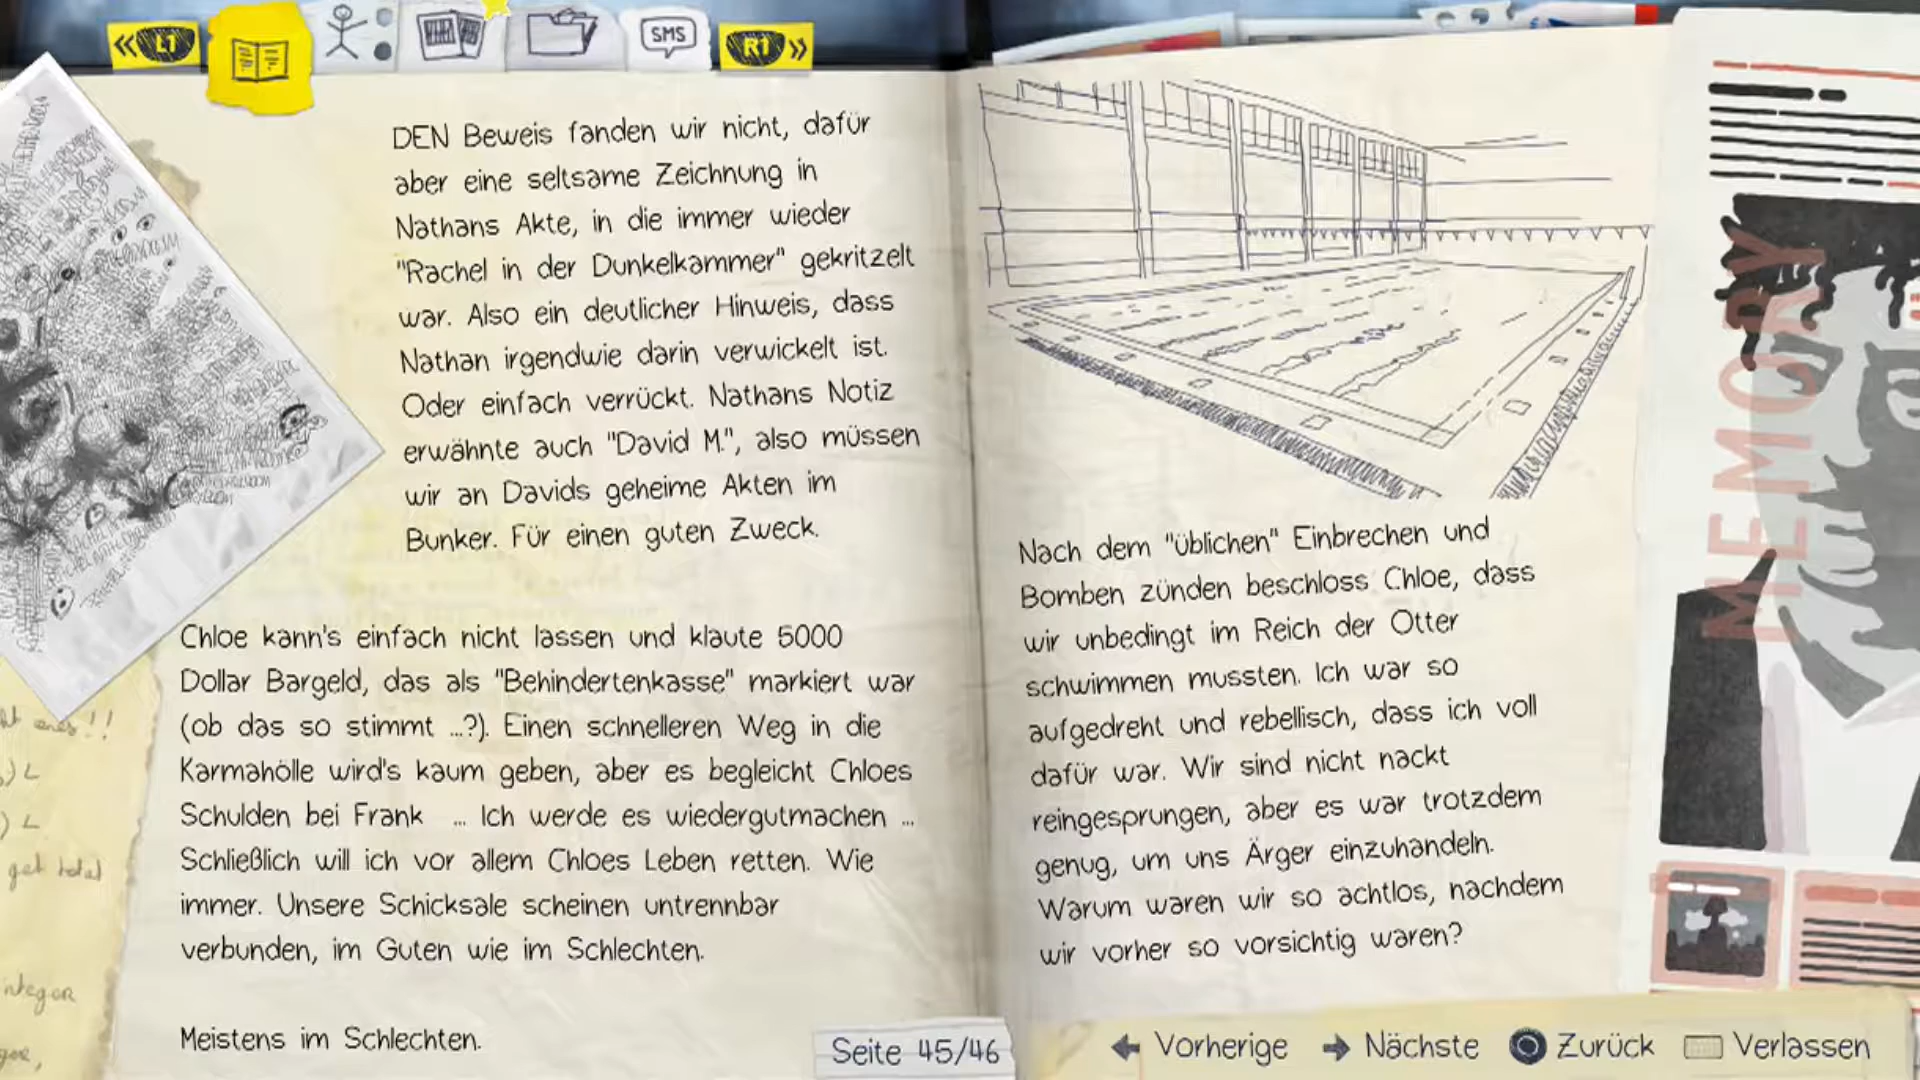 L1
SMS
R1
DEN Beweis fanden wir nicht, dafür
aber eine seltsame Zeichnung in
Nathans Akte, in die immer wieder
"Rachel in der Dunkelkammer" gekritzelt
war. Also ein deutlicher Hinweis, dass
Nathan irgendwie darin verwickelt ist.
Oder einfach verrückt. Nathans Notiz
erwähnte auch "David M.", also müssen
wir an Davids geheime Akten im
Bunker. Für einen guten Zweck.
Chloe kann's einfach nicht lassen und klaute 5000
Dollar Bargeld, das als "Behindertenkasse" markiert war
(ob das so stimmt ...?). Einen schnelleren Weg in die
Karmahölle wird's kaum geben, aber es begleicht Chloes
Schulden bei Frank ... Ich werde es wiedergutmachen ...
Schließlich will ich vor allem Chloes Leben retten. Wie
immer. Unsere Schicksale scheinen untrennbar
verbunden, im Guten wie im Schlechten.
Meistens im Schlechten.
Nach dem "üblichen" Einbrechen und
Bomben zünden beschloss Chloe, dass
wir unbedingt im Reich der Otter
schwimmen mussten. Ich war so
aufgedreht und rebellisch, dass ich voll
dafür war. Wir sind nicht nackt
reingesprungen, aber es war trotzdem
genug, um uns Ärger einzuhandeln.
Warum waren wir so achtlos, nachdem
wir vorher so vorsichtig waren?
MEMORY
get total
Seite 45/46
Vorherige
Nächste
Zurück
Verlassen